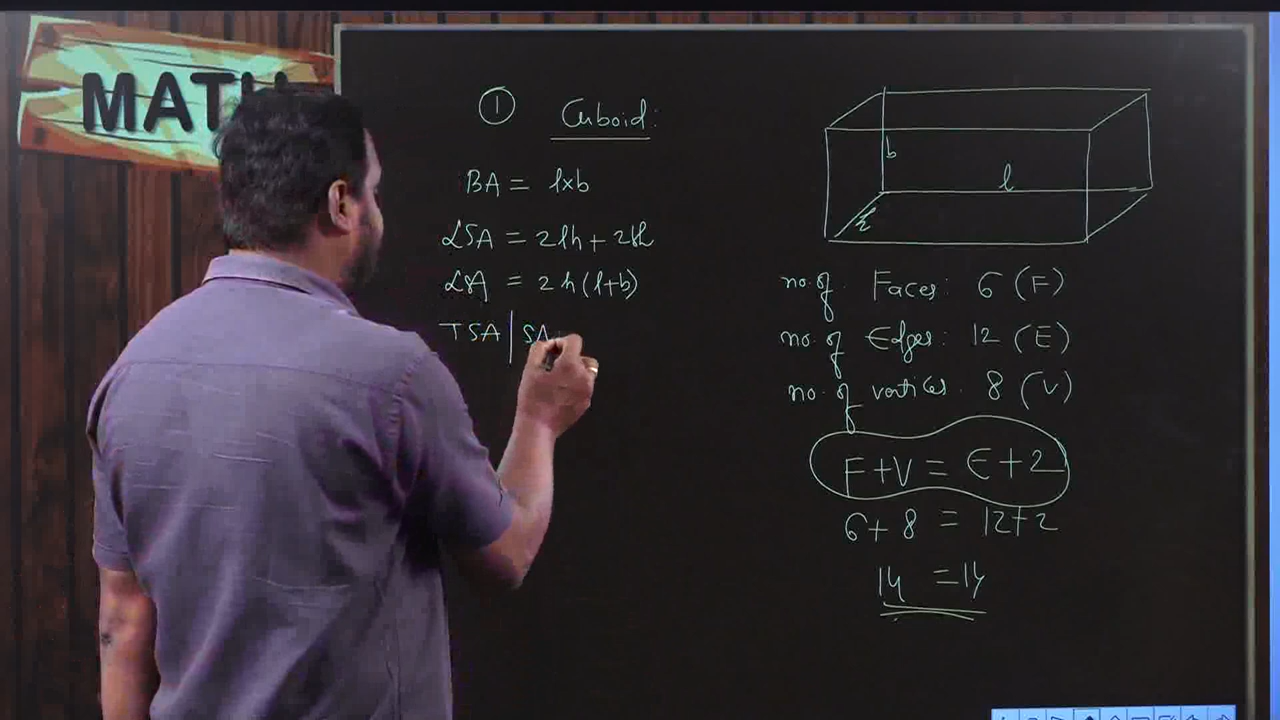 MATH
① Cuboid:
BA = l×b
LSA = 2lh + 2bh
LSA = 2h(l+b)
TSA | SA
b
l
h
no. of Faces: 6 (F)
no. of Edges: 12 (E)
no. of vertices: 8 (V)
F+V = E+2
6+8 = 12+2
14 = 14